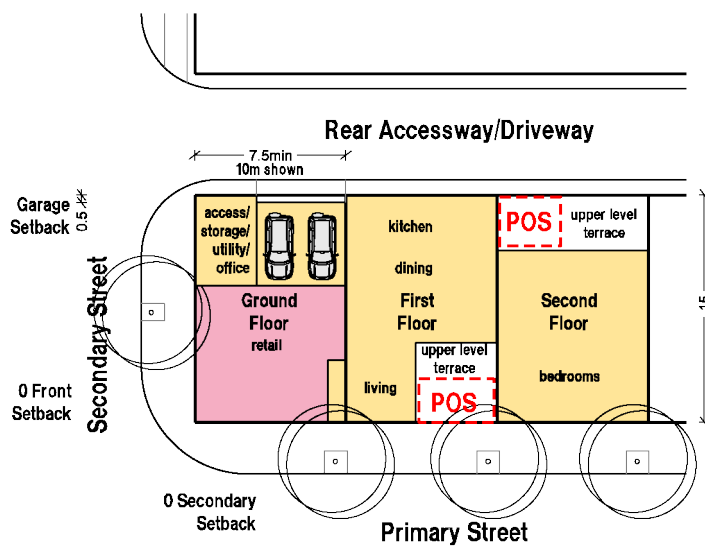 Rear Accessway/Driveway
7.5min
10m shown
Garage
Setback
0.5
access/
storage/
utility/
office
kitchen
POS
upper level
terrace
dining
Ground
Floor
retail
First
Floor
Second
Floor
15
Secondary Street
upper level
terrace
living
POS
bedrooms
0 Front
Setback
0 Secondary
Setback
Primary Street